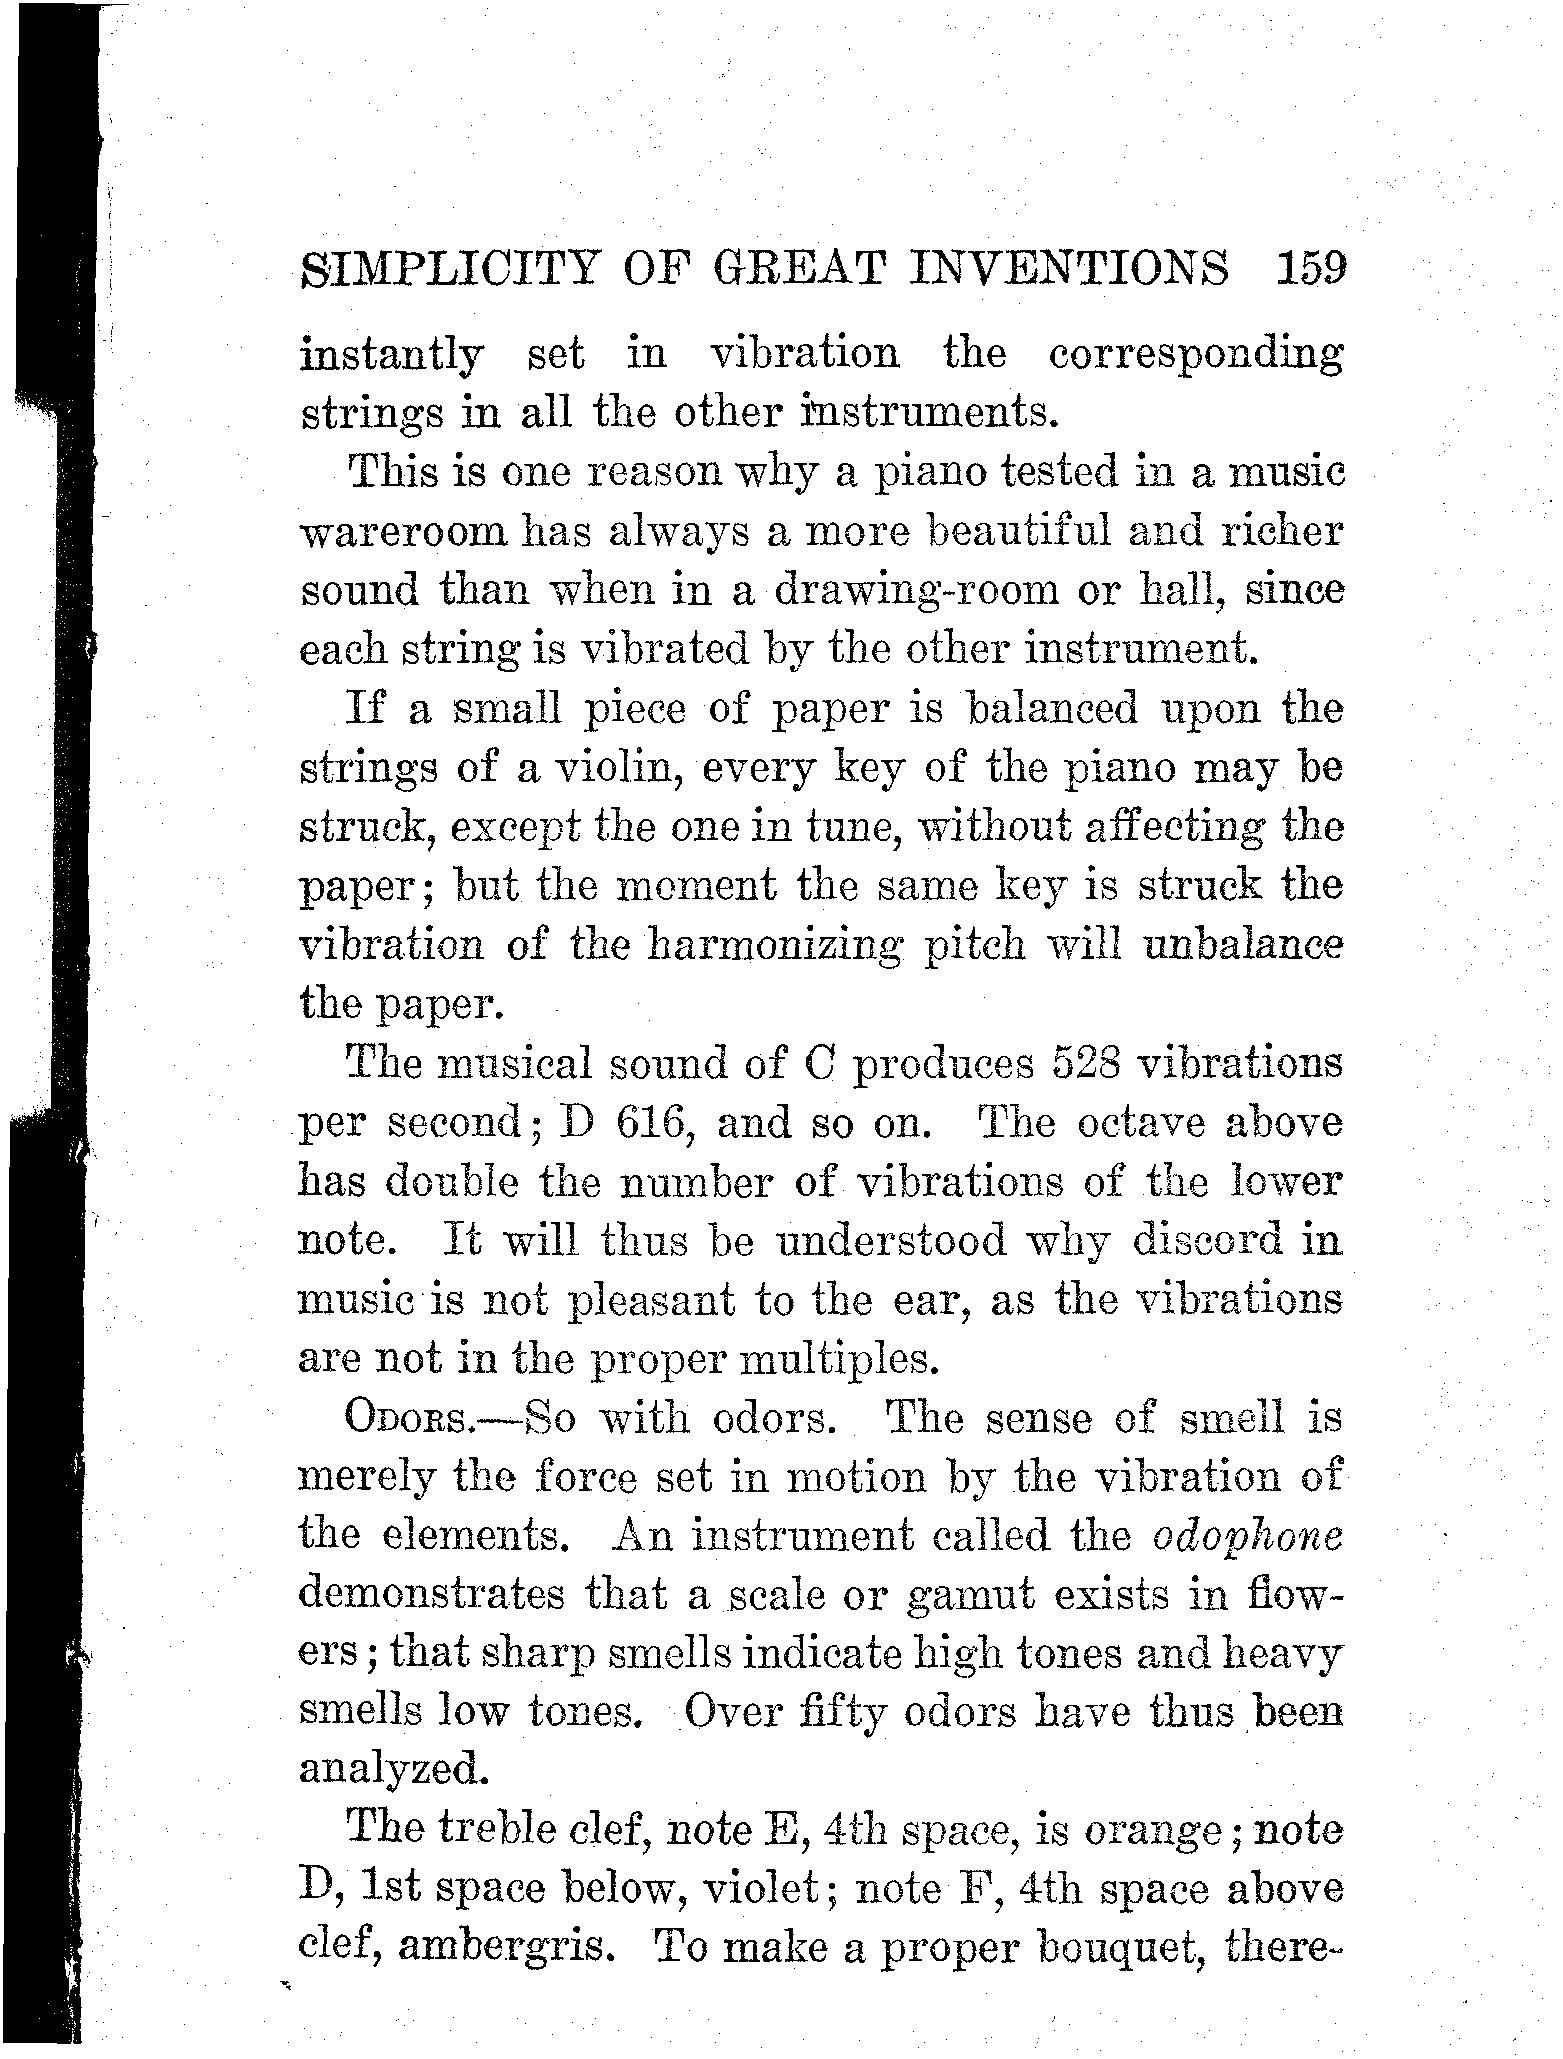 SIMPLICITY OF GREAT INVENTIONS 159
instantly set in vibration the corresponding
strings in all the other instruments.
This is one reason why a piano tested in a music
wareroom has always a more beautiful and richer
sound than when in a drawing-room or hall, since
each string is vibrated by the other instrument.
If a small piece of paper is balanced upon the
strings of a violin, every key of the piano may be
struck, except the one in tune, without affecting the
paper; but the moment the same key is struck the
vibration of the harmonizing pitch will unbalance
the paper.
The musical sound of C produces 528 vibrations
per second; D 616, and so on. The octave above
has double the number of vibrations of the lower
note. It will thus be understood why discord in
music is not pleasant to the ear, as the vibrations
are not in the proper multiples.
ODORS.—So with odors. The sense of smell is
merely the force set in motion by the vibration of
the elements. An instrument called the odophone
demonstrates that a scale or gamut exists in flow-
ers; that sharp smells indicate high tones and heavy
smells low tones. Over fifty odors have thus been
analyzed.
The treble clef, note E, 4th space, is orange; note
D, 1st space below, violet; note F, 4th space above
clef, ambergris. To make a proper bouquet, there-